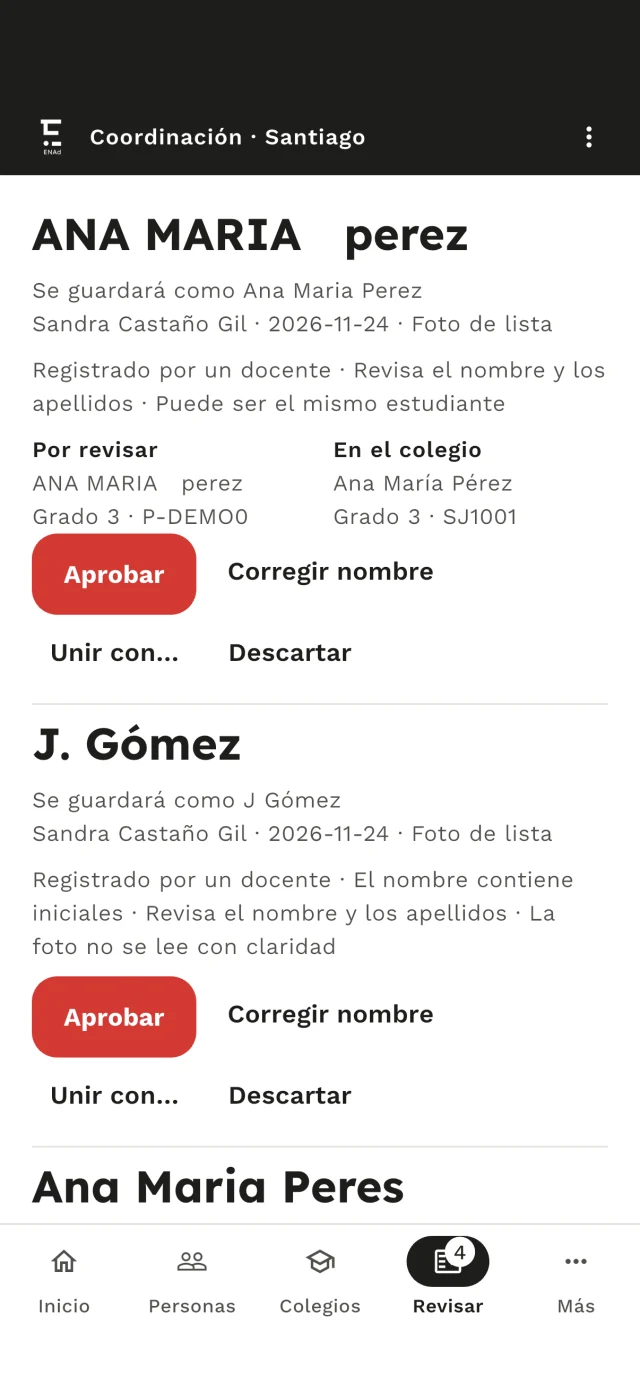 ENAd
Coordinación · Santiago
ANA MARIA   perez
Se guardará como Ana Maria Perez
Sandra Castaño Gil · 2026-11-24 · Foto de lista
Registrado por un docente · Revisa el nombre y los
apellidos · Puede ser el mismo estudiante
Por revisar
ANA MARIA   perez
Grado 3 · P-DEMO0
En el colegio
Ana María Pérez
Grado 3 · SJ1001
Aprobar
Corregir nombre
Unir con...
Descartar
J. Gómez
Se guardará como J Gómez
Sandra Castaño Gil · 2026-11-24 · Foto de lista
Registrado por un docente · El nombre contiene
iniciales · Revisa el nombre y los apellidos · La
foto no se lee con claridad
Aprobar
Corregir nombre
Unir con...
Descartar
Ana Maria Peres
4
Inicio
Personas
Colegios
Revisar
Más